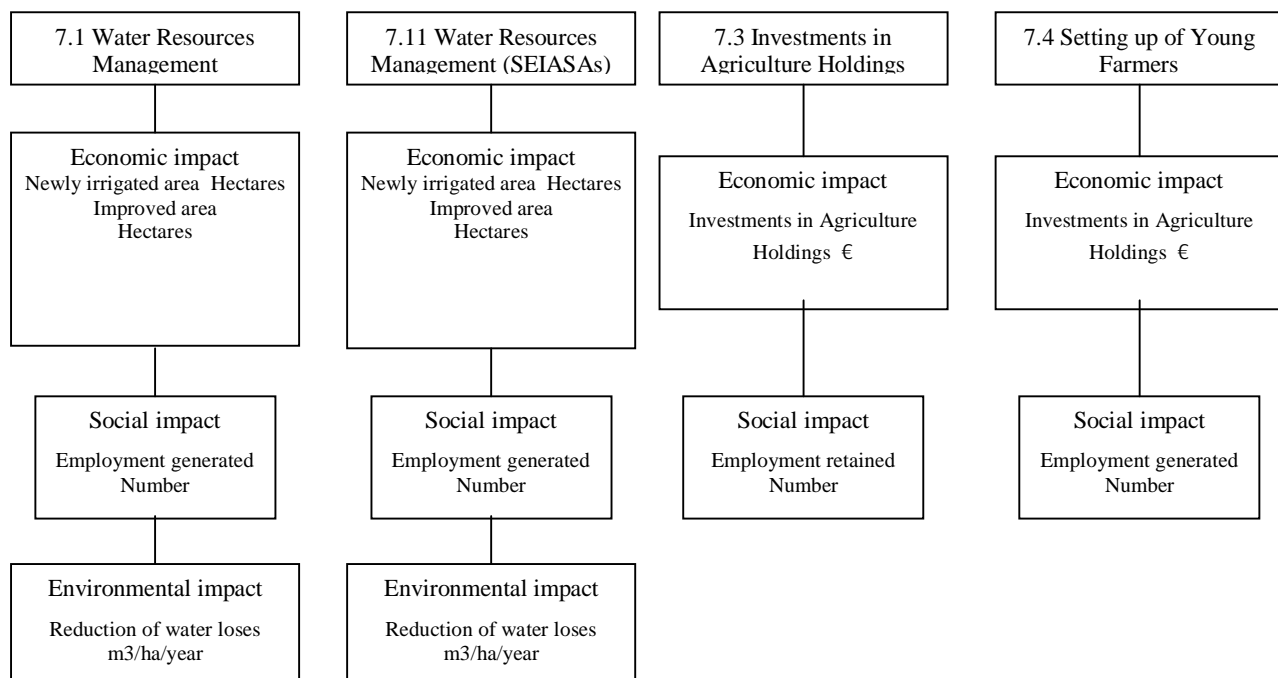 7.1 Water Resources
Management
7.11 Water Resources
Management (SEIASAs)
7.3 Investments in
Agriculture Holdings
7.4 Setting up of Young
Farmers
Economic impact
Newly irrigated area Hectares
Improved area
Hectares
Economic impact
Newly irrigated area Hectares
Improved area
Hectares
Economic impact
Investments in Agriculture
Holdings €
Economic impact
Investments in Agriculture
Holdings €
Social impact
Employment generated
Number
Social impact
Employment generated
Number
Social impact
Employment retained
Number
Social impact
Employment generated
Number
Environmental impact
Reduction of water loses
m3/ha/year
Environmental impact
Reduction of water loses
m3/ha/year